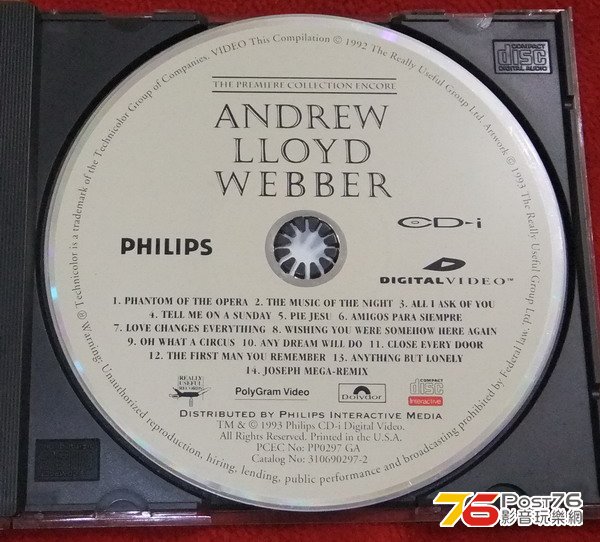 THE PREMIERE COLLECTION ENCORE
ANDREW
LLOYD
WEBBER
PHILIPS
CD-i
DIGITAL VIDEO™
1. PHANTOM OF THE OPERA 2. THE MUSIC OF THE NIGHT 3. ALL I ASK OF YOU
4. TELL ME ON A SUNDAY 5. PIE JESU 6. AMIGOS PARA SIEMPRE
7. LOVE CHANGES EVERYTHING 8. WISHING YOU WERE SOMEHOW HERE AGAIN
9. OH WHAT A CIRCUS 10. ANY DREAM WILL DO 11. CLOSE EVERY DOOR
12. THE FIRST MAN YOU REMEMBER 13. ANYTHING BUT LONELY
14. JOSEPH MEGA-REMIX
REALLY
USEFUL
RECORDS
PolyGram Video
Polydor
COMPACT
disc
Interactive
DISTRIBUTED BY PHILIPS INTERACTIVE MEDIA
TM & © 1993 Philips CD-i Digital Video.
All Rights Reserved. Printed in the U.S.A.
PCEC No: PP0297 GA
Catalog No: 310690297-2
® Technicolor is a trademark of the Technicolor Group of Companies. VIDEO This Compilation © 1992 The Really Useful Group Ltd. Artwork © 1993 The Really Useful Group Ltd.
Warning: Unauthorized reproduction, hiring, lending, public performance and broadcasting prohibited by Federal law.
COMPACT
disc
DIGITAL AUDIO
76 POST76
影音玩樂網